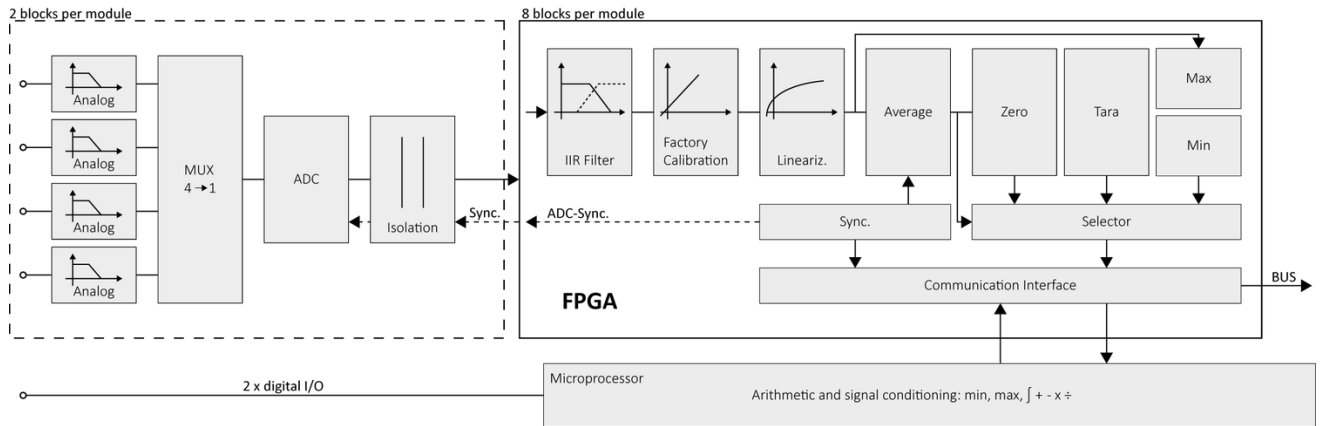 2 blocks per module
8 blocks per module
Analog
Analog
Analog
Analog
MUX
4 → 1
ADC
Isolation
Sync.
ADC-Sync.
IIR Filter
Factory
Calibration
Lineariz.
Average
Zero
Tara
Max
Min
Sync.
Selector
Communication Interface
BUS
FPGA
2 x digital I/O
Microprocessor
Arithmetic and signal conditioning: min, max, ∫ + - x ÷